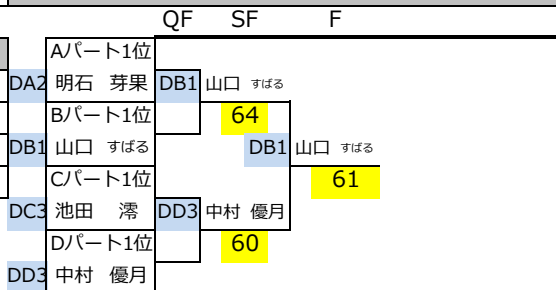 QF SF F
Aパート1位
DA2 明石 芽果 DB1 山口 すばる
Bパート1位 64
DB1 山口 すばる DB1 山口 すばる
Cパート1位 61
DC3 池田 澪 DD3 中村 優月
Dパート1位 60
DD3 中村 優月